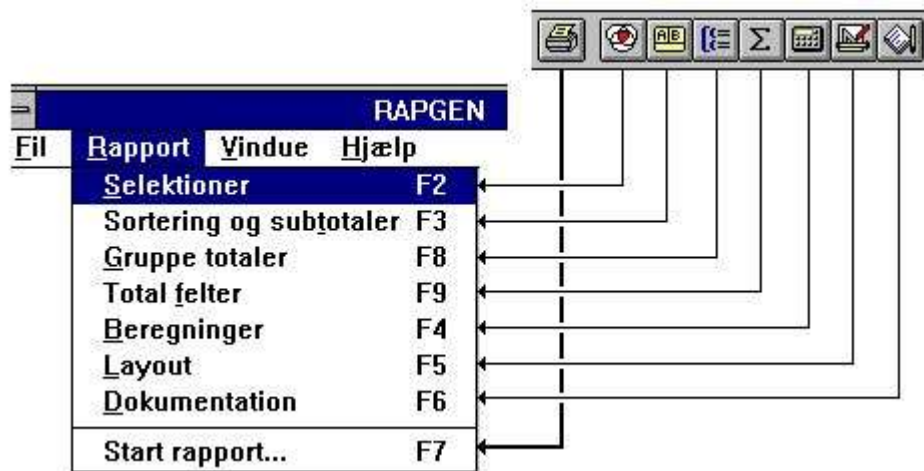 A B
Σ
RAPGEN
Fil Rapport Vindue Hjælp
Selektioner F2
Sortering og subtotaler F3
Gruppe totaler F8
Total felter F9
Beregninger F4
Layout F5
Dokumentation F6
Start rapport... F7